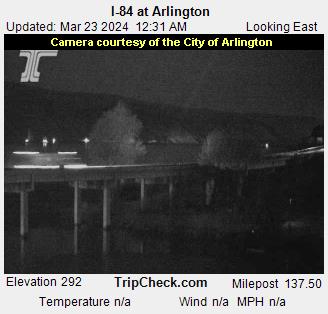 I-84 at Arlington
Updated: Mar 23 2024 12:31 AM Looking East
Camera courtesy of the City of Arlington
Elevation 292 TripCheck.com Milepost 137.50
Temperature n/a Wind n/a MPH n/a